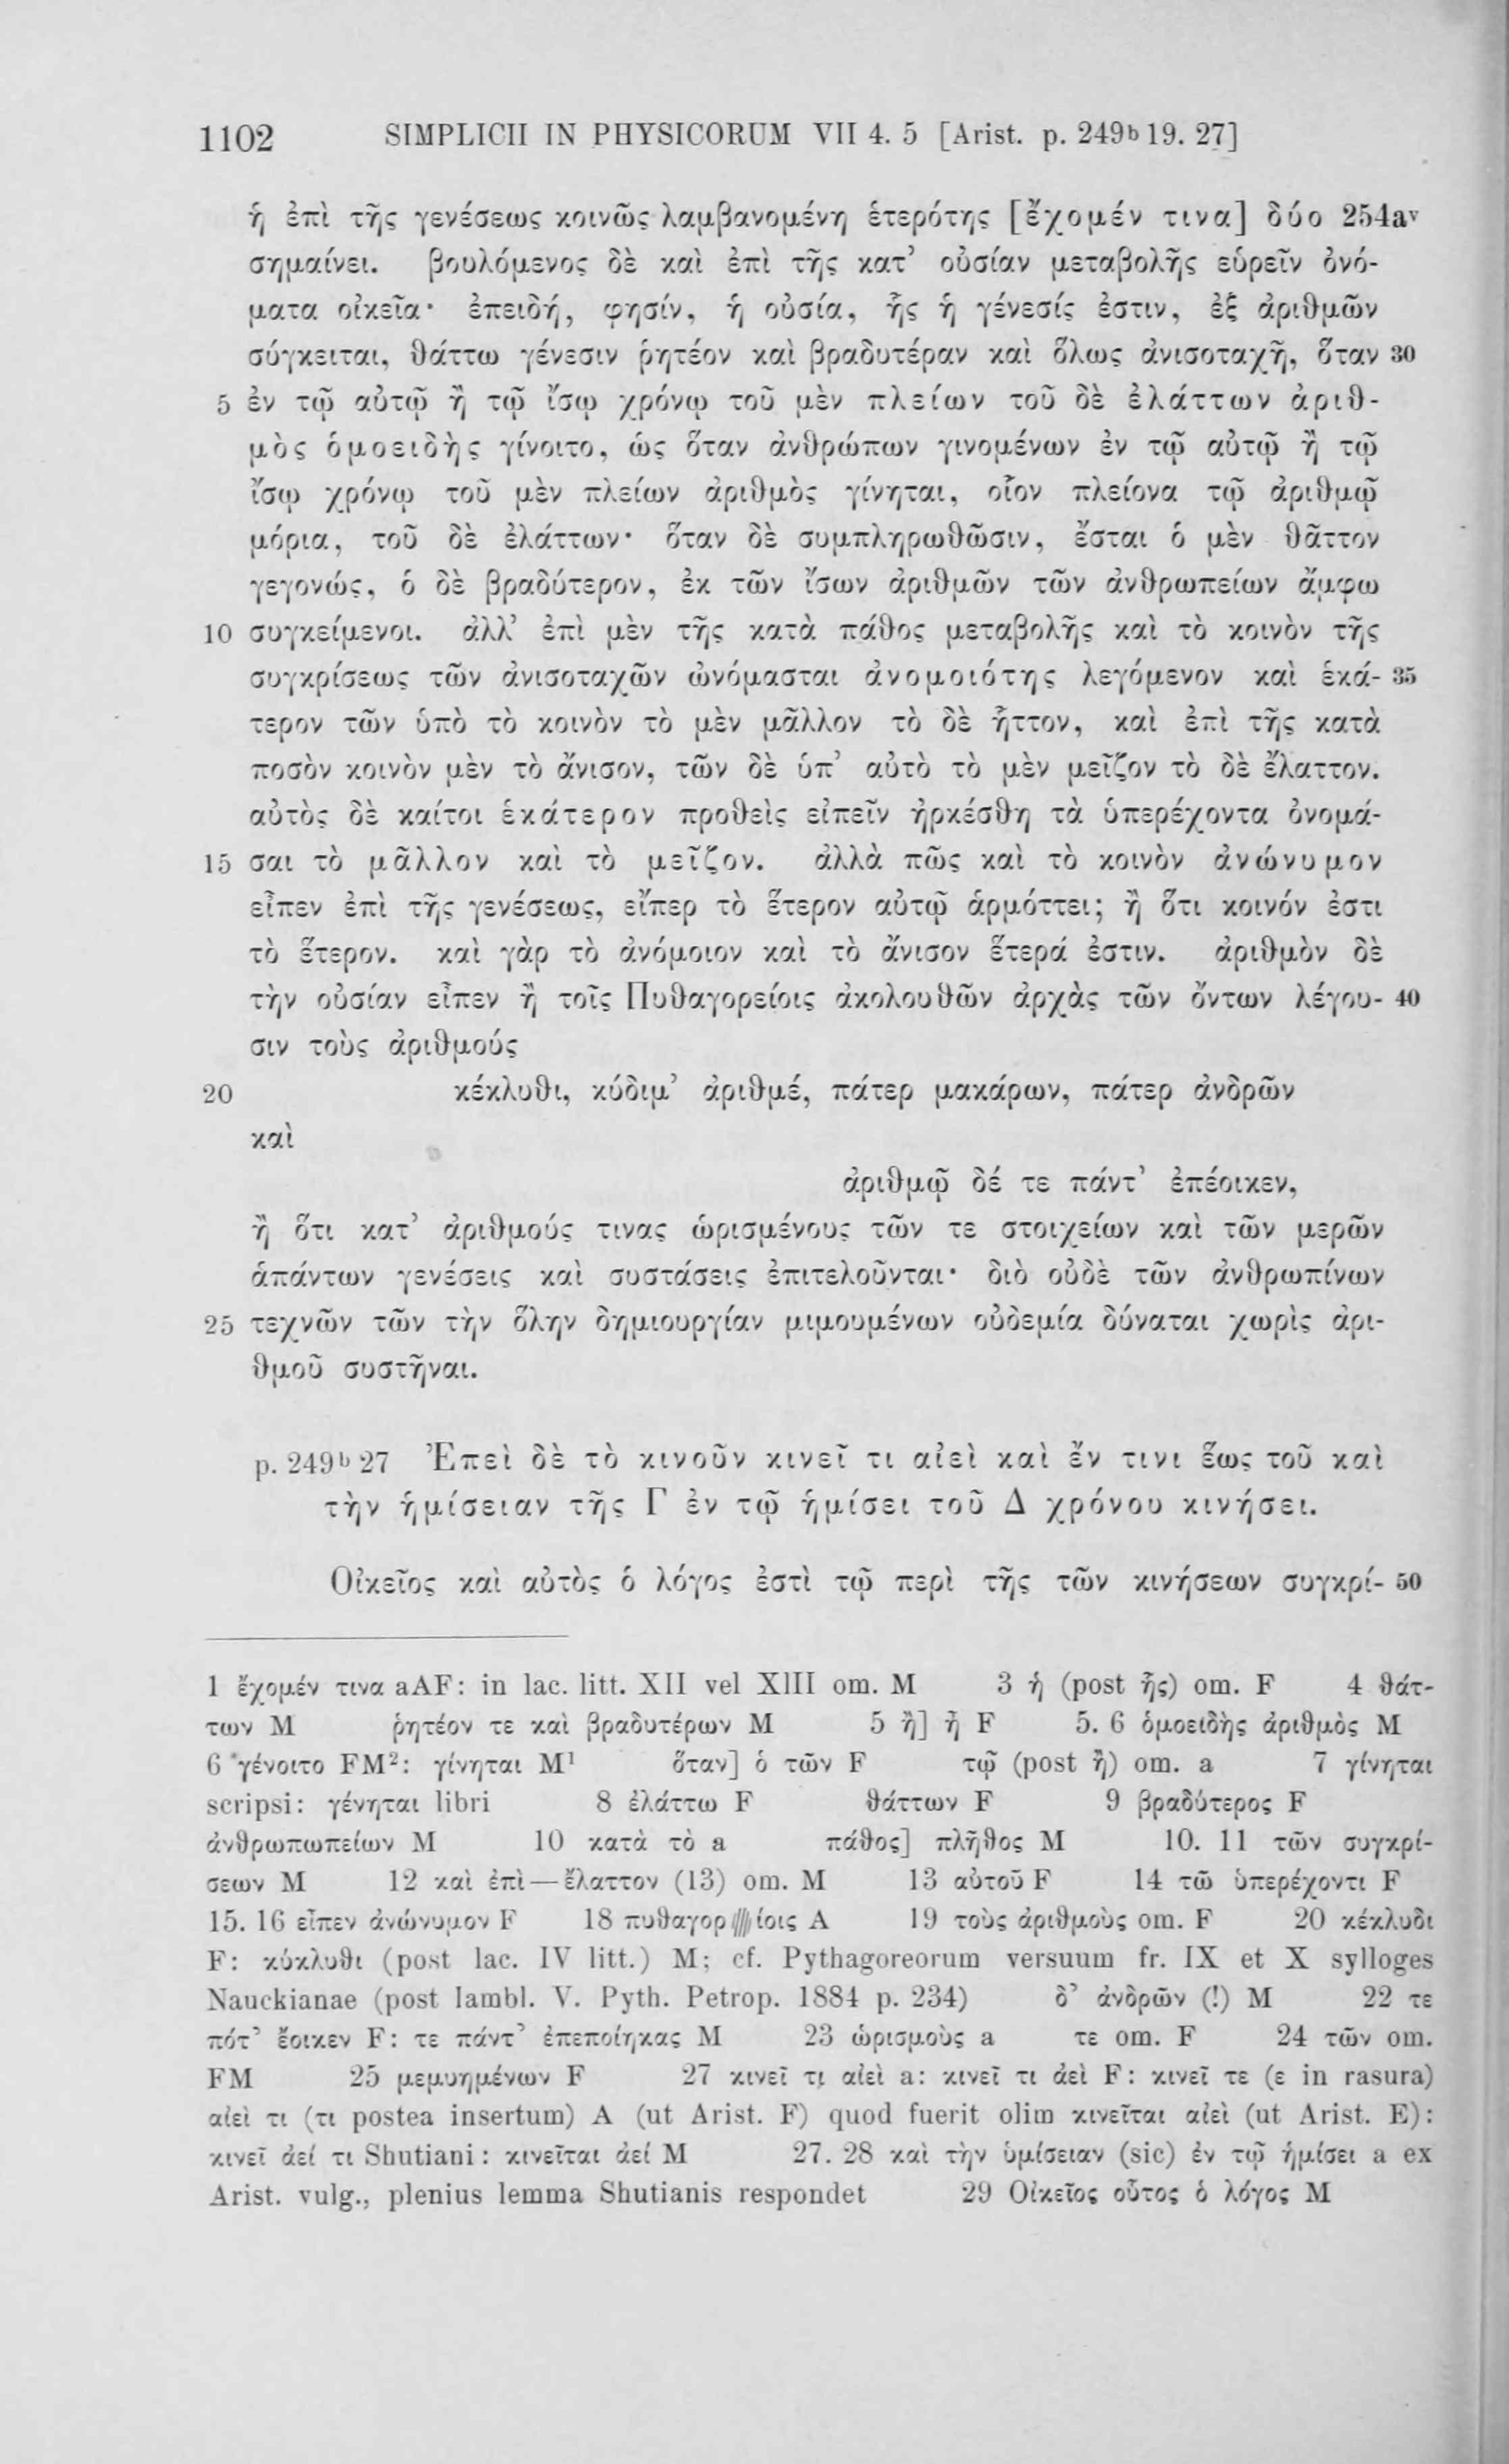 1102 SIMPLICII IN PHYSICORUM VII 4. 5 [Arist. p. 249ᵇ 19. 27]
ἡ ἐπὶ τῆς γενέσεως κοινῶς λαμβανομένη ἑτερότης [ἔχομέν τινα] δύο 254aᵛ
σημαίνει. βουλόμενος δὲ καὶ ἐπὶ τῆς κατ’ οὐσίαν μεταβολῆς εὑρεῖν ὀνό-
ματα οἰκεῖα· ἐπειδή, φησίν, ἡ οὐσία, ἧς ἡ γένεσίς ἐστιν, ἐξ ἀριθμῶν
σύγκειται, θάττω γένεσιν ῥητέον καὶ βραδυτέραν καὶ ὅλως ἀνισοταχῆ, ὅταν 30
5 ἐν τῷ αὐτῷ ἢ τῷ ἴσῳ χρόνῳ τοῦ μὲν πλείων τοῦ δὲ ἐλάττων ἀριθ-
μὸς ὁμοειδὴς γίνοιτο, ὡς ὅταν ἀνθρώπων γινομένων ἐν τῷ αὐτῷ ἢ τῷ
ἴσῳ χρόνῳ τοῦ μὲν πλείων ἀριθμὸς γίνηται, οἷον πλείονα τῷ ἀριθμῷ
μόρια, τοῦ δὲ ἐλάττων· ὅταν δὲ συμπληρωθῶσιν, ἔσται ὁ μὲν θᾶττον
γεγονώς, ὁ δὲ βραδύτερον, ἐκ τῶν ἴσων ἀριθμῶν τῶν ἀνθρωπείων ἄμφω
10 συγκείμενοι. ἀλλ’ ἐπὶ μὲν τῆς κατὰ πάθος μεταβολῆς καὶ τὸ κοινὸν τῆς
συγκρίσεως τῶν ἀνισοταχῶν ὠνόμασται ἀνομοιότης λεγόμενον καὶ ἑκά- 35
τερον τῶν ὑπὸ τὸ κοινὸν τὸ μὲν μᾶλλον τὸ δὲ ἧττον, καὶ ἐπὶ τῆς κατὰ
ποσὸν κοινὸν μὲν τὸ ἄνισον, τῶν δὲ ὑπ’ αὐτὸ τὸ μὲν μεῖζον τὸ δὲ ἔλαττον.
αὐτὸς δὲ καίτοι ἑκάτερον προθεὶς εἰπεῖν ἠρκέσθη τὰ ὑπερέχοντα ὀνομά-
15 σαι τὸ μᾶλλον καὶ τὸ μεῖζον. ἀλλὰ πῶς καὶ τὸ κοινὸν ἀνώνυμον
εἶπεν ἐπὶ τῆς γενέσεως, εἴπερ τὸ ἕτερον αὐτῷ ἁρμόττει; ἢ ὅτι κοινόν ἐστι
τὸ ἕτερον. καὶ γὰρ τὸ ἀνόμοιον καὶ τὸ ἄνισον ἕτερά ἐστιν. ἀριθμὸν δὲ
τὴν οὐσίαν εἶπεν ἢ τοῖς Πυθαγορείοις ἀκολουθῶν ἀρχὰς τῶν ὄντων λέγου- 40
σιν τοὺς ἀριθμούς
20 κέκλυθι, κύδιμ’ ἀριθμέ, πάτερ μακάρων, πάτερ ἀνδρῶν
καὶ
ἀριθμῷ δέ τε πάντ’ ἐπέοικεν,
ἢ ὅτι κατ’ ἀριθμούς τινας ὡρισμένους τῶν τε στοιχείων καὶ τῶν μερῶν
ἁπάντων γενέσεις καὶ συστάσεις ἐπιτελοῦνται· διὸ οὐδὲ τῶν ἀνθρωπίνων
25 τεχνῶν τῶν τὴν ὅλην δημιουργίαν μιμουμένων οὐδεμία δύναται χωρὶς ἀρι-
θμοῦ συστῆναι.
p. 249ᵇ 27 Ἐπεὶ δὲ τὸ κινοῦν κινεῖ τι αἰεὶ καὶ ἔν τινι ἕως τοῦ καὶ
τὴν ἡμίσειαν τῆς Γ ἐν τῷ ἡμίσει τοῦ Δ χρόνου κινήσει.
Οἰκεῖος καὶ αὐτὸς ὁ λόγος ἐστὶ τῷ περὶ τῆς τῶν κινήσεων συγκρί- 50
1 ἔχομέν τινα aAF: in lac. litt. XII vel XIII om. M 3 ἡ (post ἧς) om. F 4 θάτ-
των M ῥητέον τε καὶ βραδυτέρων M 5 ἢ] ἦ F 5. 6 ὁμοειδὴς ἀριθμὸς M
6 γένοιτο FM²: γίνηται M¹ ὅταν] ὁ τῶν F τῷ (post ἢ) om. a 7 γίνηται
scripsi: γένηται libri 8 ἐλάττω F θάττων F 9 βραδύτερος F
ἀνθρωπωπείων M 10 κατὰ τὸ a πάθος] πλῆθος M 10. 11 τῶν συγκρί-
σεων M 12 καὶ ἐπὶ—ἔλαττον (13) om. M 13 αὐτοῦ F 14 τῶ ὑπερέχοντι F
15. 16 εἶπεν ἀνώνυμον F 18 πυθαγορ////ίοις A 19 τοὺς ἀριθμοὺς om. F 20 κέκλυδι
F: κύκλυθι (post lac. IV litt.) M; cf. Pythagoreorum versuum fr. IX et X sylloges
Nauckianae (post Iambl. V. Pyth. Petrop. 1884 p. 234) δ’ ἀνδρῶν (!) M 22 τε
πότ’ ἔοικεν F: τε πάντ’ ἐπεποίηκας M 23 ὡρισμοὺς a τε om. F 24 τῶν om.
FM 25 μεμυημένων F 27 κινεῖ τι αἰεὶ a: κινεῖ τι ἀεὶ F: κινεῖ τε (ε in rasura)
αἰεὶ τι (τι postea insertum) A (ut Arist. F) quod fuerit olim κινεῖται αἰεὶ (ut Arist. E):
κινεῖ ἀεί τι Shutiani: κινεῖται ἀεί M 27. 28 καὶ τὴν ὑμίσειαν (sic) ἐν τῷ ἡμίσει a ex
Arist. vulg., plenius lemma Shutianis respondet 29 Οἰκεῖος οὗτος ὁ λόγος M